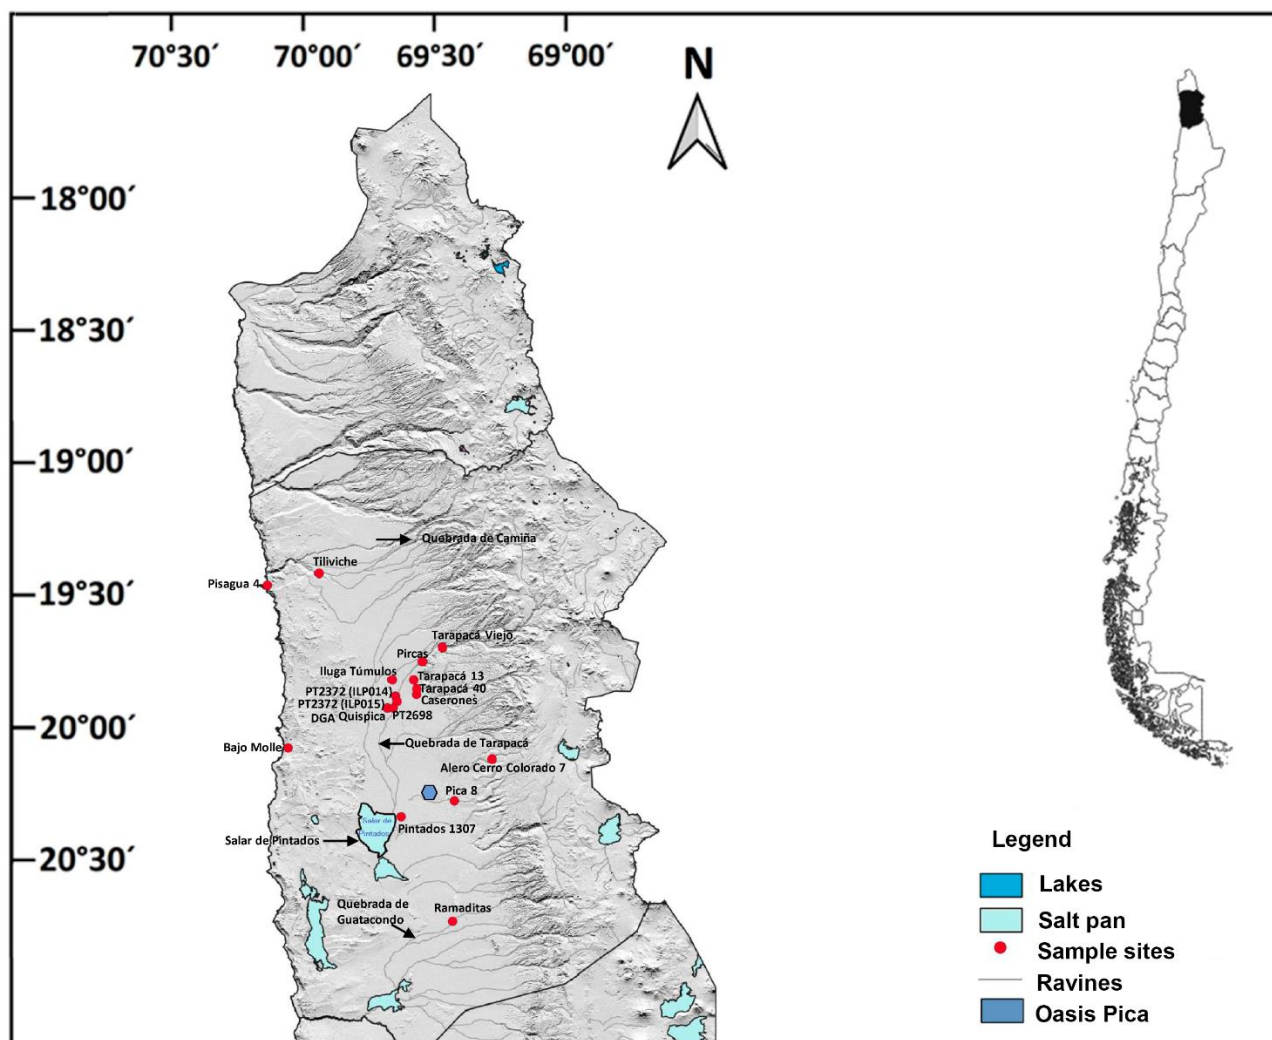 70°30´ 70°00´ 69°30´ 69°00´
N
18°00´
18°30´
19°00´
19°30´
20°00´
20°30´
Quebrada de Camiña
Tiliviche
Pisagua 4
Tarapacá Viejo
Pircas
Iluga Túmulos
Tarapacá 13
PT2372 (ILP014)
Tarapacá 40
PT2372 (ILP015)
Caserones
DGA Quispica PT2698
Bajo Molle
Quebrada de Tarapacá
Alero Cerro Colorado 7
Pica 8
Salar de
Pintados
Pintados 1307
Salar de Pintados
Quebrada de
Guatacondo
Ramaditas
Legend
Lakes
Salt pan
Sample sites
Ravines
Oasis Pica